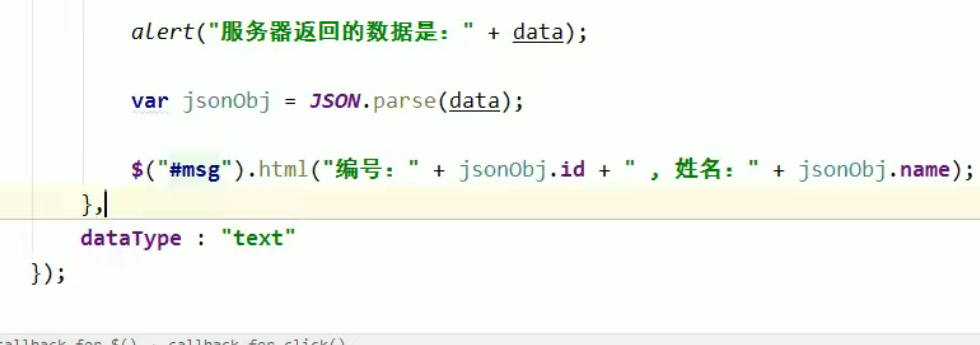 alert("服务器返回的数据是：" + data);
var jsonObj = JSON.parse(data);
$("#msg").html("编号：" + jsonObj.id + " , 姓名：" + jsonObj.name);
},
dataType : "text"
});
callback for $() - callback for click()